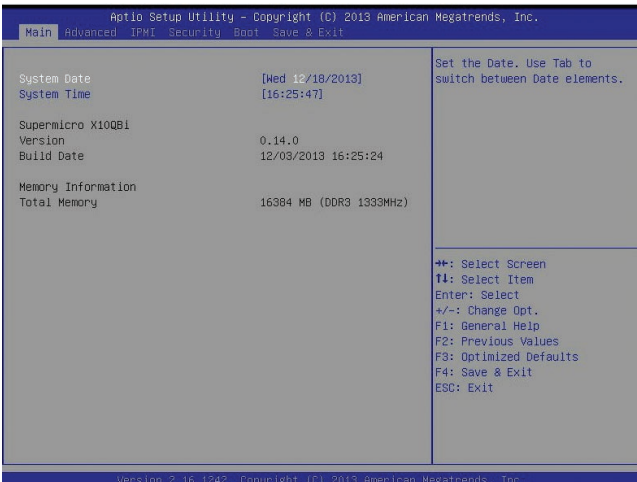 Aptio Setup Utility – Copyright (C) 2013 American Megatrends, Inc.
Main Advanced IPMI Security Boot Save & Exit
System Date [Wed 12/18/2013]
System Time [16:25:47]
Supermicro X10QBi
Version 0.14.0
Build Date 12/03/2013 16:25:24
Memory Information
Total Memory 16384 MB (DDR3 1333MHz)
Set the Date. Use Tab to
switch between Date elements.
→←: Select Screen
↑↓: Select Item
Enter: Select
+/-: Change Opt.
F1: General Help
F2: Previous Values
F3: Optimized Defaults
F4: Save & Exit
ESC: Exit
Version 2.16.1242. Copyright (C) 2013 American Megatrends, Inc.